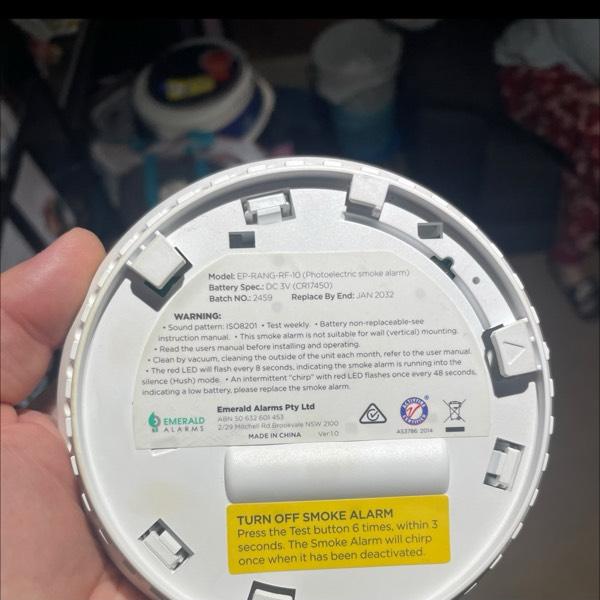 Model: EP-RANG-RF-10 (Photoelectric smoke alarm)
Battery Spec.: DC 3V (CR17450)
Batch NO.: 2459 Replace By End: JAN 2032
WARNING:
• Sound pattern: ISO8201 • Test weekly. • Battery non-replaceable-see
instruction manual. • This smoke alarm is not suitable for wall (vertical) mounting.
• Read the users manual before installing and operating.
• Clean by vacuum, cleaning the outside of the unit each month, refer to the user manual.
• The red LED will flash every 8 seconds, indicating the smoke alarm is running into the
silence (Hush) mode. • An intermittent "chirp" with red LED flashes once every 48 seconds,
indicating a low battery, please replace the smoke alarm.
EMERALD
ALARMS
Emerald Alarms Pty Ltd
ABN 50 632 601 453
2/29 Mitchell Rd Brookvale NSW 2100
MADE IN CHINA Ver:1.0
AS3786: 2014
TURN OFF SMOKE ALARM
Press the Test button 6 times, within 3
seconds. The Smoke Alarm will chirp
once when it has been deactivated.